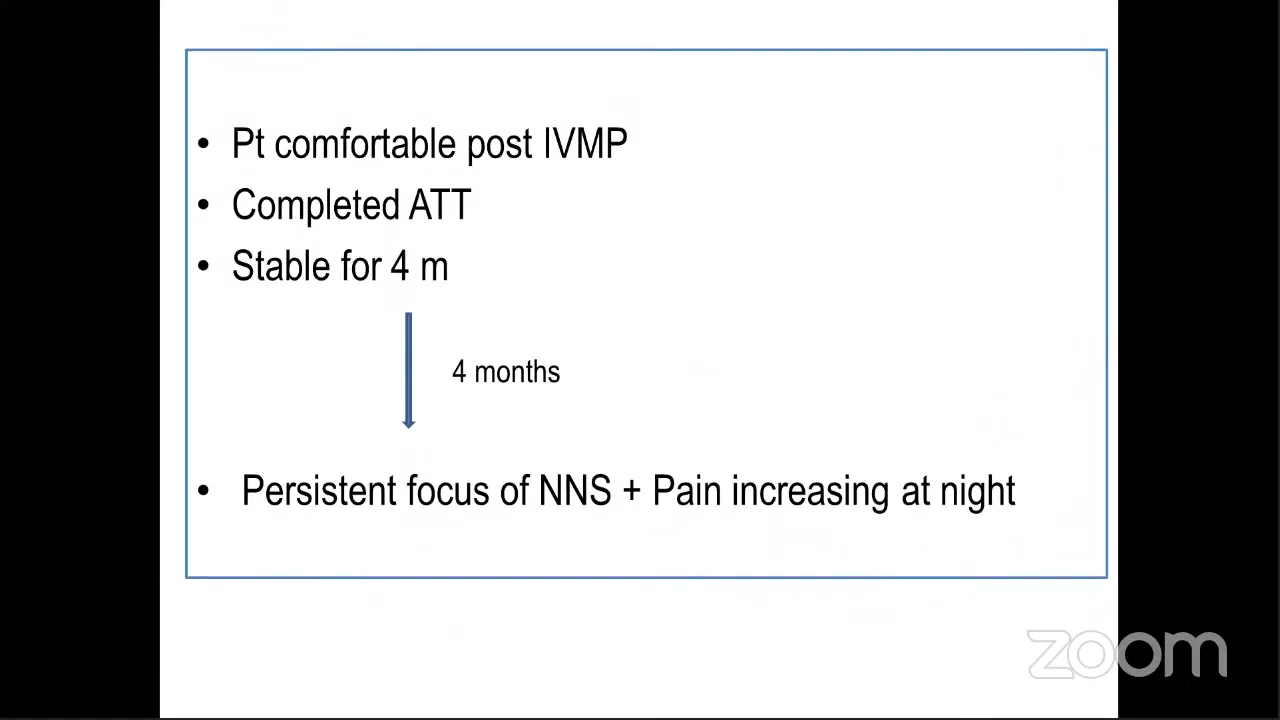 • Pt comfortable post IVMP
• Completed ATT
• Stable for 4 m
4 months
• Persistent focus of NNS + Pain increasing at night
zoom